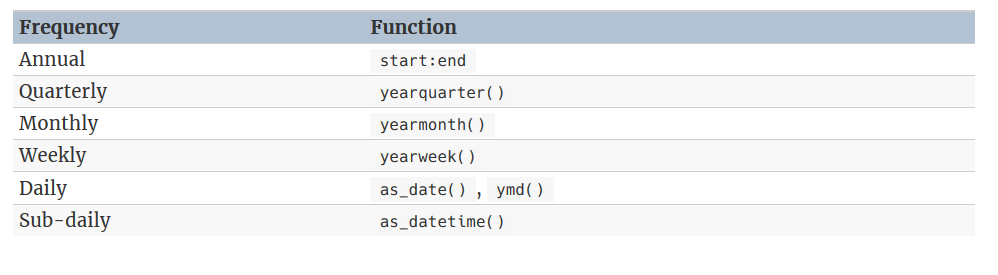 Frequency Function
Annual start:end
Quarterly yearquarter()
Monthly yearmonth()
Weekly yearweek()
Daily as_date(), ymd()
Sub-daily as_datetime()